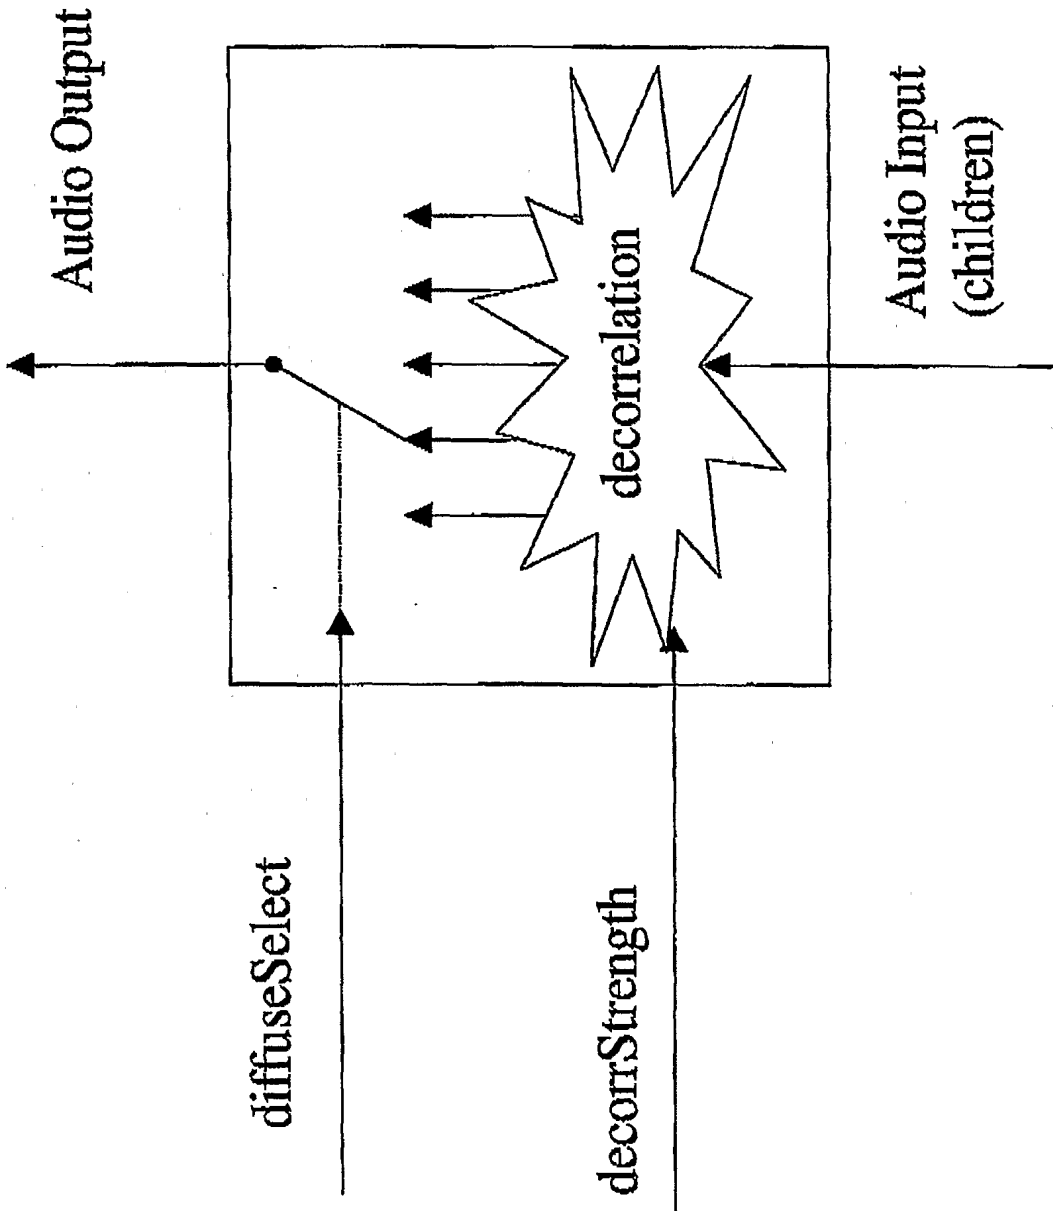 diffuseSelect
decorrStrength
Audio Output
decorrelation
Audio Input
(children)